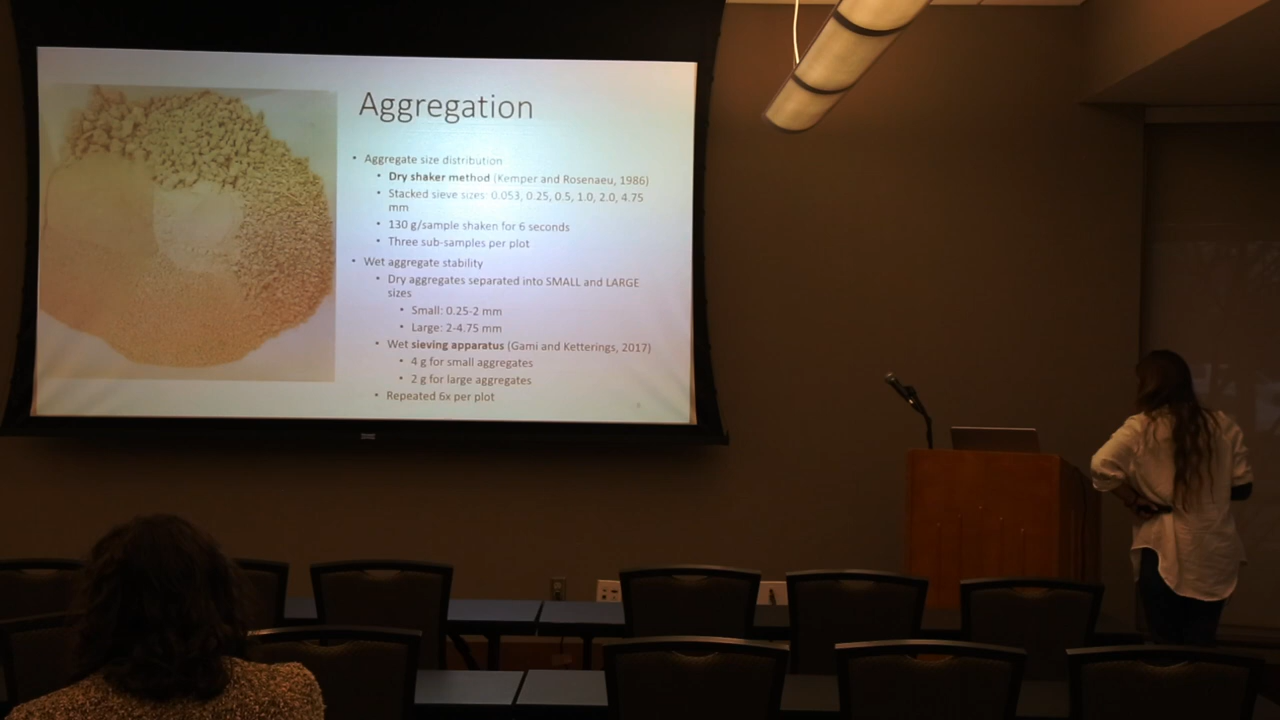 Aggregation
• Aggregate size distribution
• Dry shaker method (Kemper and Rosenaeu, 1986)
• Stacked sieve sizes: 0.053, 0.25, 0.5, 1.0, 2.0, 4.75
mm
• 130 g/sample shaken for 6 seconds
• Three sub-samples per plot
• Wet aggregate stability
• Dry aggregates separated into SMALL and LARGE
sizes
• Small: 0.25-2 mm
• Large: 2-4.75 mm
• Wet sieving apparatus (Gami and Ketterings, 2017)
• 4 g for small aggregates
• 2 g for large aggregates
• Repeated 6x per plot